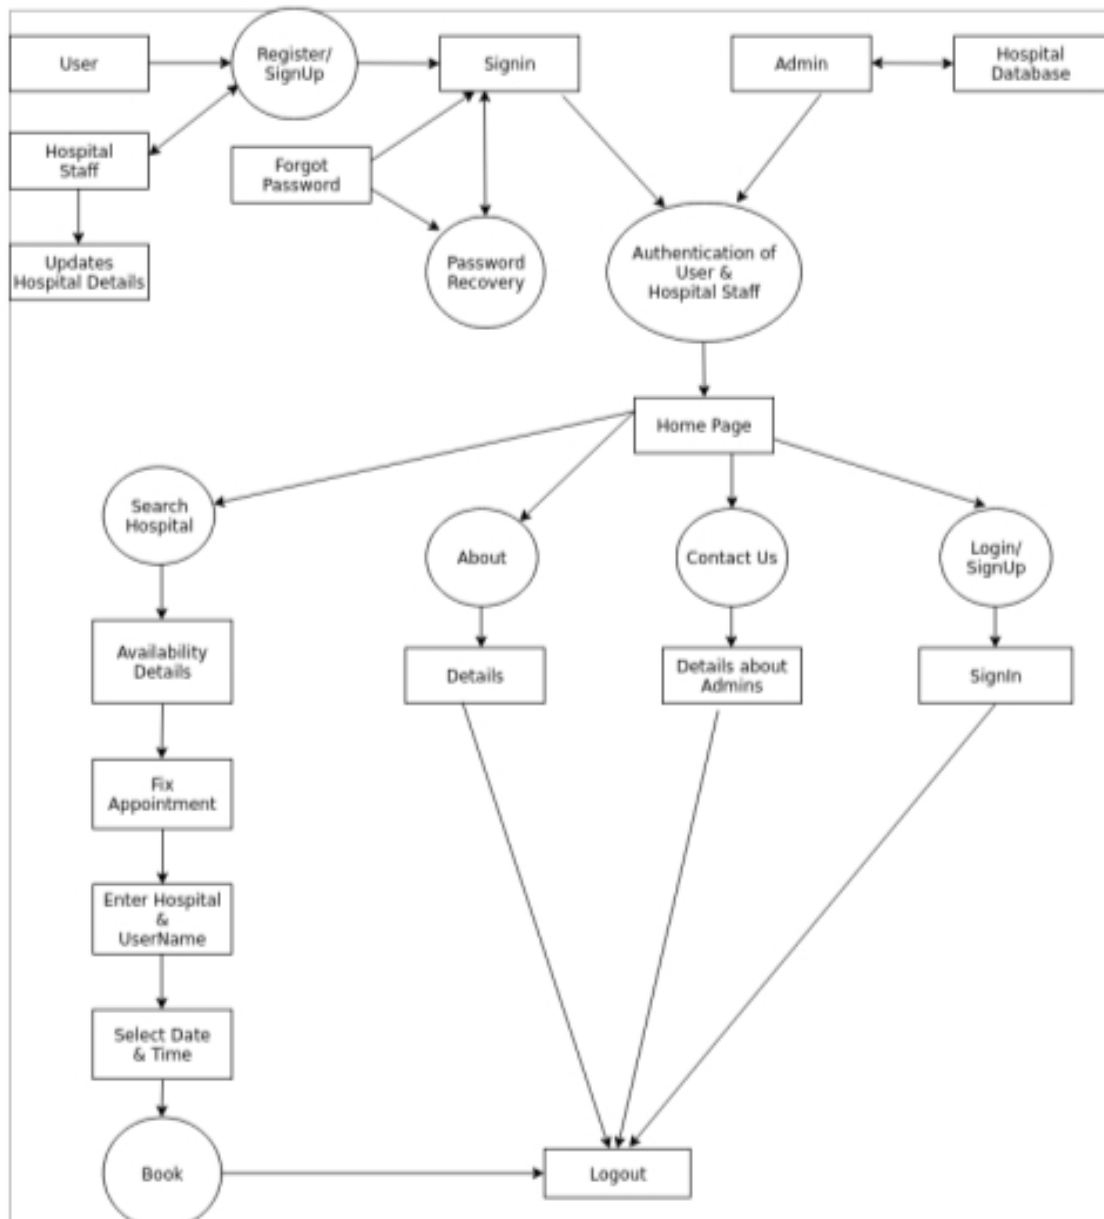 User
Register/
SignUp
Signin
Admin
Hospital
Database
Hospital
Staff
Forgot
Password
Updates
Hospital Details
Password
Recovery
Authentication of
User &
Hospital Staff
Home Page
Search
Hospital
About
Contact Us
Login/
SignUp
Availability
Details
Details
Details about
Admins
SignIn
Fix
Appointment
Enter Hospital
&
UserName
Select Date
& Time
Book
Logout